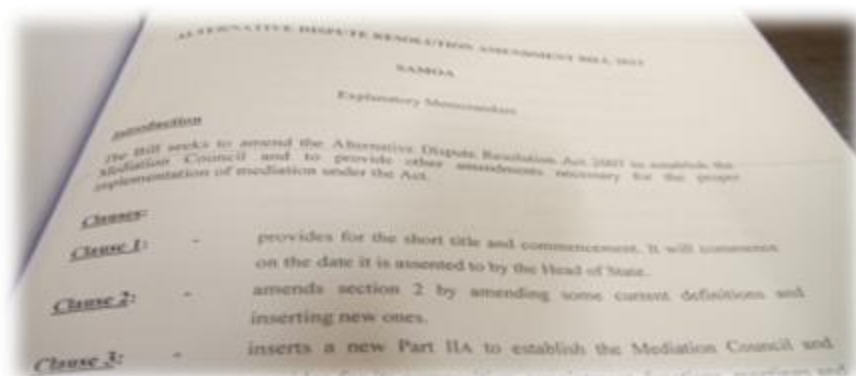 ALTERNATIVE DISPUTE RESOLUTION AMENDMENT BILL
SAMOA
Explanatory Memorandum
Introduction
The Bill seeks to amend the Alternative Dispute Resolution Act 2007 to establish the
Mediation Council and to provide other amendments necessary for the proper
implementation of mediation under the Act.
Clauses:
Clause 1: - provides for the short title and commencement. It will commence
on the date it is assented to by the Head of State.
Clause 2: - amends section 2 by amending some current definitions and
inserting new ones.
Clause 3: - inserts a new Part IIA to establish the Mediation Council and